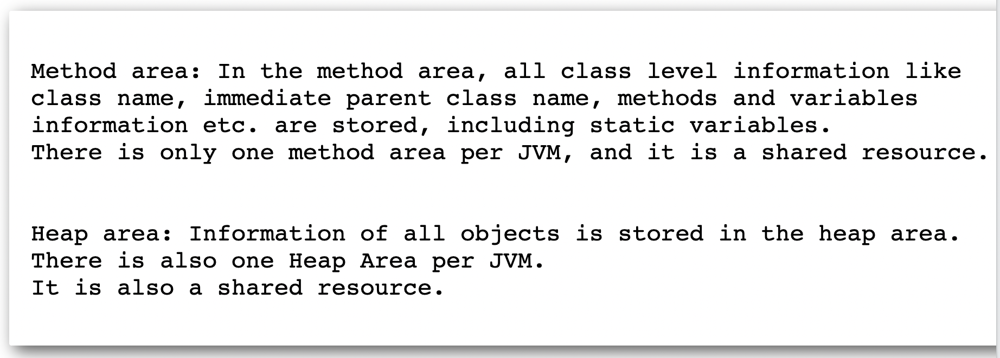 Method area: In the method area, all class level information like
class name, immediate parent class name, methods and variables
information etc. are stored, including static variables.
There is only one method area per JVM, and it is a shared resource.
Heap area: Information of all objects is stored in the heap area.
There is also one Heap Area per JVM.
It is also a shared resource.